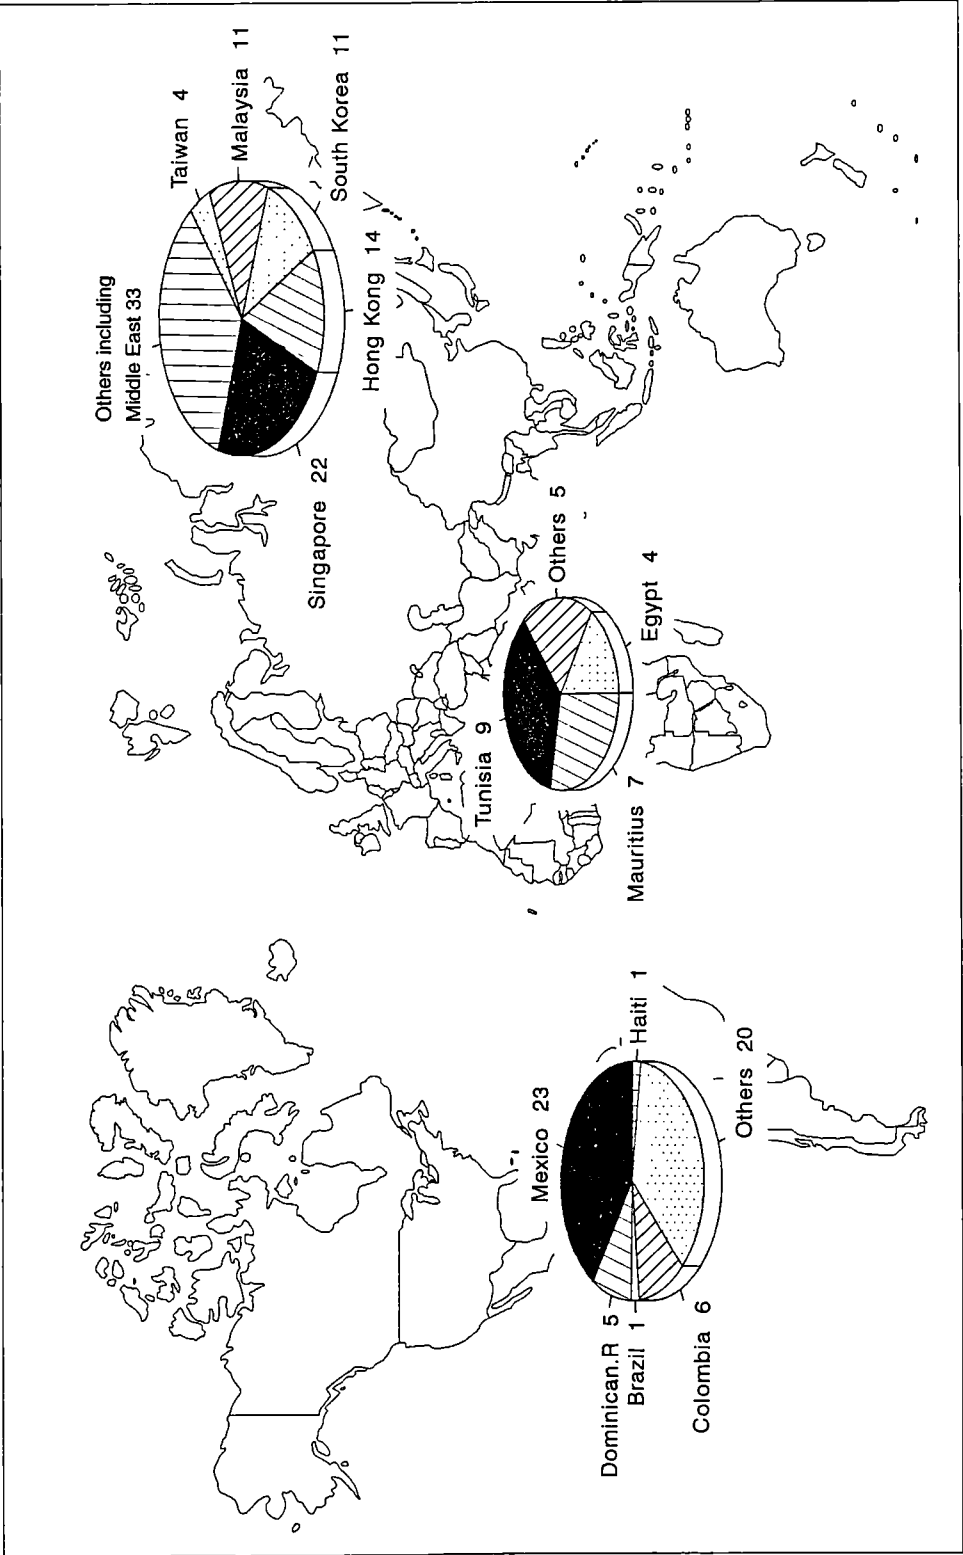 Others including
Middle East 33
Taiwan 4
Malaysia 11
South Korea 11
Hong Kong 14
Singapore 22
Tunisia 9
Others 5
Egypt 4
Mauritius 7
Mexico 23
Haiti 1
Others 20
Dominican.R 5
Brazil 1
Colombia 6